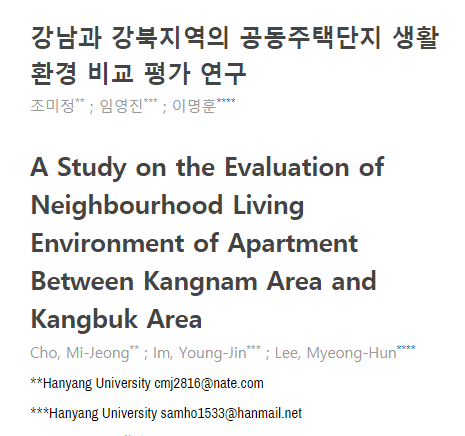 강남과 강북지역의 공동주택단지 생활
환경 비교 평가 연구
조미정** ; 임영진*** ; 이명훈****
A Study on the Evaluation of
Neighbourhood Living
Environment of Apartment
Between Kangnam Area and
Kangbuk Area
Cho, Mi-Jeong** ; Im, Young-Jin*** ; Lee, Myeong-Hun****
**Hanyang University cmj2816@nate.com
***Hanyang University samho1533@hanmail.net